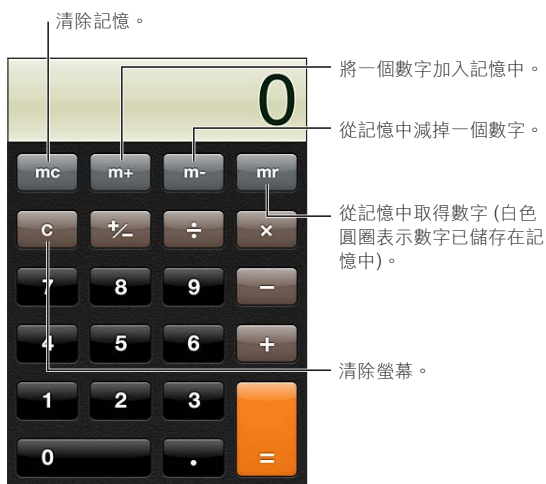 清除記憶。
將一個數字加入記憶中。
0
從記憶中減掉一個數字。
mc m+ m- mr
從記憶中取得數字 (白色
圓圈表示數字已儲存在記
憶中)。
c +/− ÷ ×
7 8 9 −
4 5 6 +
清除螢幕。
1 2 3
0 . =